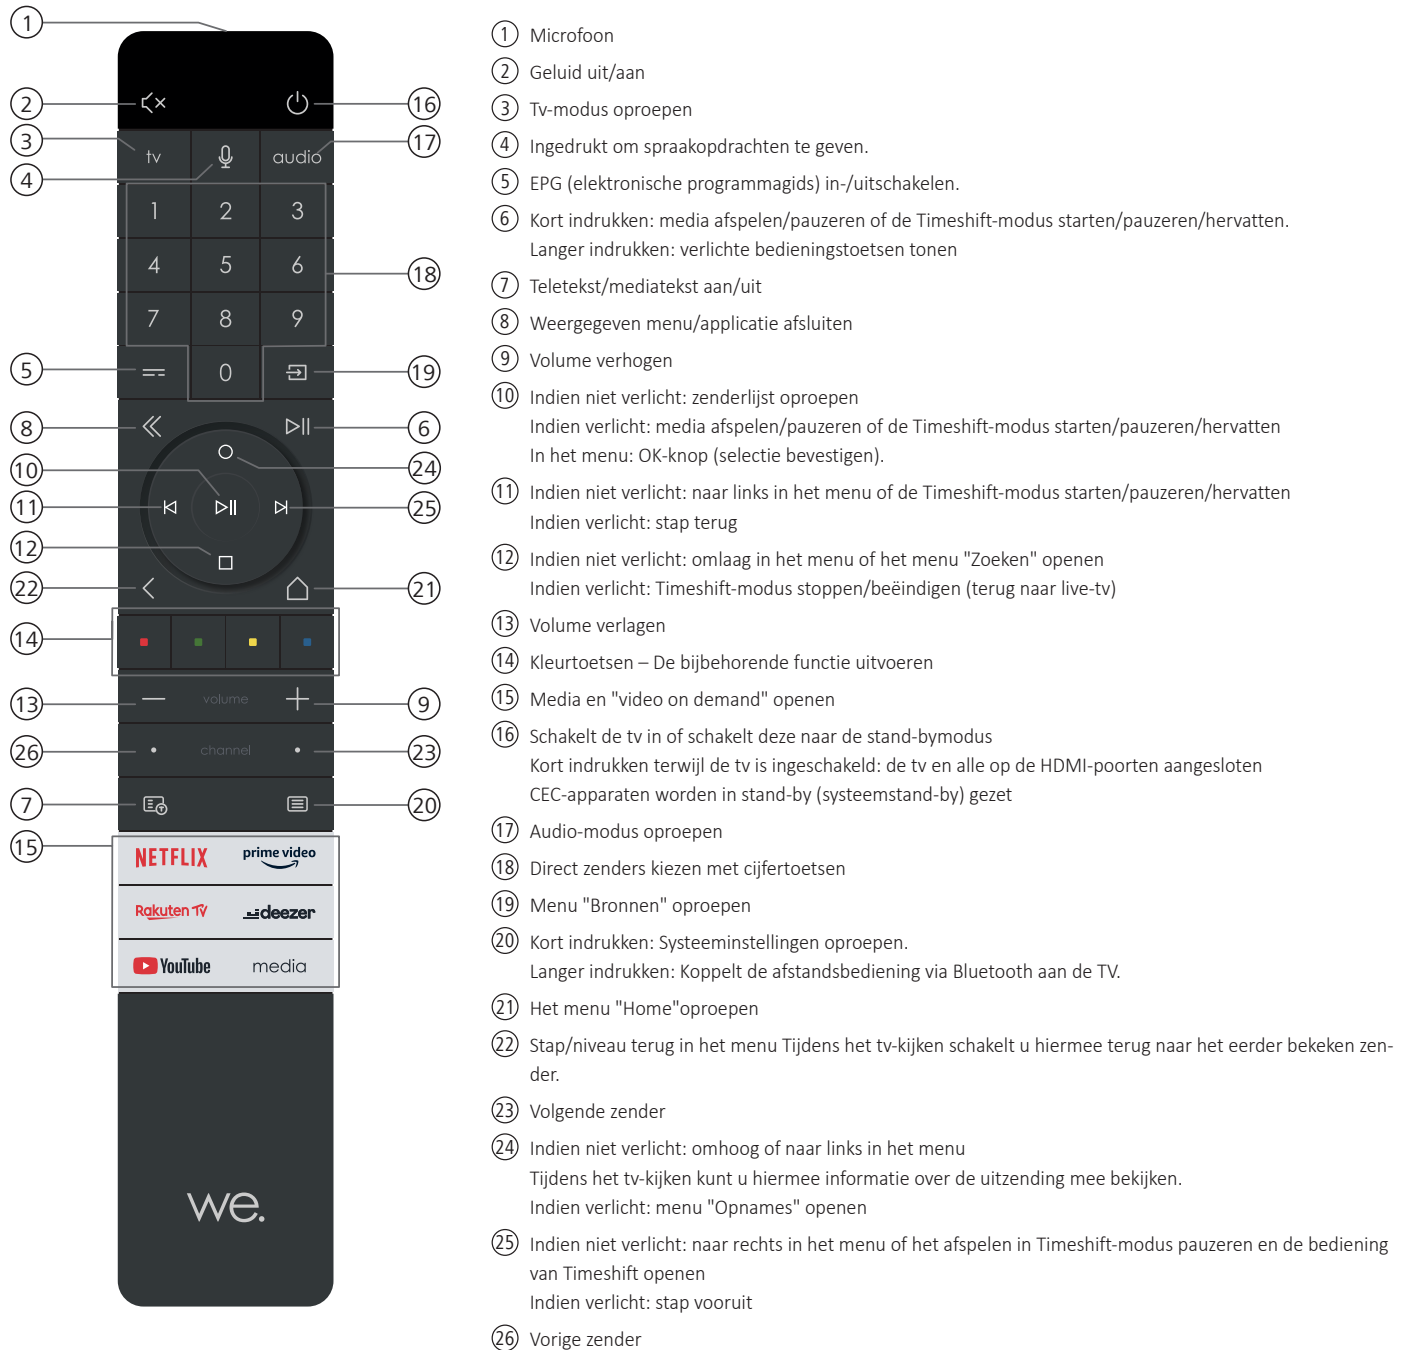 1
2
3
4
16
17
tv
audio
1 2 3
4 5 6
18
7 8 9
5
0
19
8
6
10
24
11
25
12
22
21
14
13
volume
9
26
channel
23
7
20
15
NETFLIX
prime video
Rakuten TV
deezer
YouTube
media
we.
1 Microfoon
2 Geluid uit/aan
3 Tv-modus oproepen
4 Ingedrukt om spraakopdrachten te geven.
5 EPG (elektronische programmagids) in-/uitschakelen.
6 Kort indrukken: media afspelen/pauzeren of de Timeshift-modus starten/pauzeren/hervatten.
Langer indrukken: verlichte bedieningstoetsen tonen
7 Teletekst/mediatekst aan/uit
8 Weergegeven menu/applicatie afsluiten
9 Volume verhogen
10 Indien niet verlicht: zenderlijst oproepen
Indien verlicht: media afspelen/pauzeren of de Timeshift-modus starten/pauzeren/hervatten
In het menu: OK-knop (selectie bevestigen).
11 Indien niet verlicht: naar links in het menu of de Timeshift-modus starten/pauzeren/hervatten
Indien verlicht: stap terug
12 Indien niet verlicht: omlaag in het menu of het menu "Zoeken" openen
Indien verlicht: Timeshift-modus stoppen/beëindigen (terug naar live-tv)
13 Volume verlagen
14 Kleurtoetsen – De bijbehorende functie uitvoeren
15 Media en "video on demand" openen
16 Schakelt de tv in of schakelt deze naar de stand-bymodus
Kort indrukken terwijl de tv is ingeschakeld: de tv en alle op de HDMI-poorten aangesloten
CEC-apparaten worden in stand-by (systeemstand-by) gezet
17 Audio-modus oproepen
18 Direct zenders kiezen met cijfertoetsen
19 Menu "Bronnen" oproepen
20 Kort indrukken: Systeeminstellingen oproepen.
Langer indrukken: Koppelt de afstandsbediening via Bluetooth aan de TV.
21 Het menu "Home"oproepen
22 Stap/niveau terug in het menu Tijdens het tv-kijken schakelt u hiermee terug naar het eerder bekeken zen-
der.
23 Volgende zender
24 Indien niet verlicht: omhoog of naar links in het menu
Tijdens het tv-kijken kunt u hiermee informatie over de uitzending mee bekijken.
Indien verlicht: menu "Opnames" openen
25 Indien niet verlicht: naar rechts in het menu of het afspelen in Timeshift-modus pauzeren en de bediening
van Timeshift openen
Indien verlicht: stap vooruit
26 Vorige zender